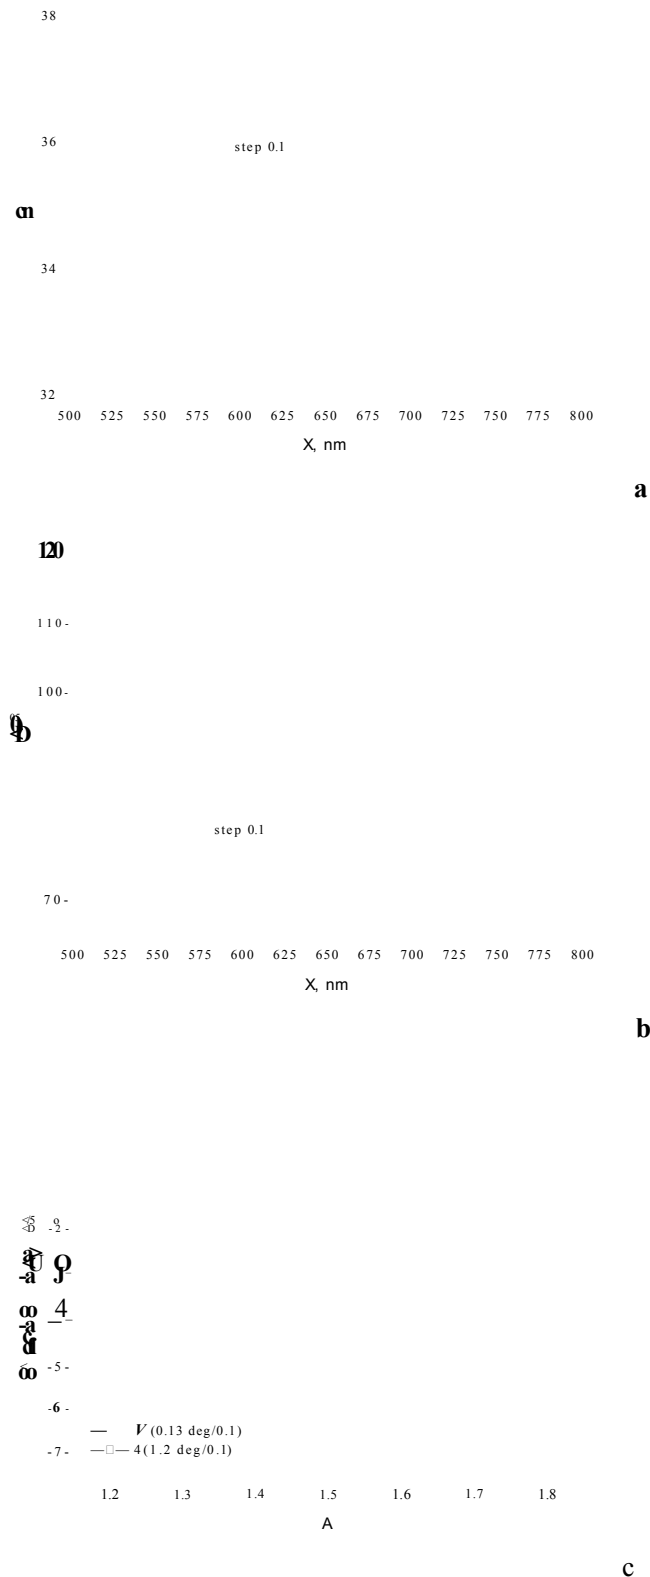 38
36
step 0.1
34
32
500 525 550 575 600 625 650 675 700 725 750 775 800
X, nm
a
120
110-
100-
step 0.1
70-
500 525 550 575 600 625 650 675 700 725 750 775 800
X, nm
b
-2-
4
-5-
-6-
— V (0.13 deg/0.1)
—□— 4(1.2 deg/0.1)
-7-
1.2 1.3 1.4 1.5 1.6 1.7 1.8
A
c